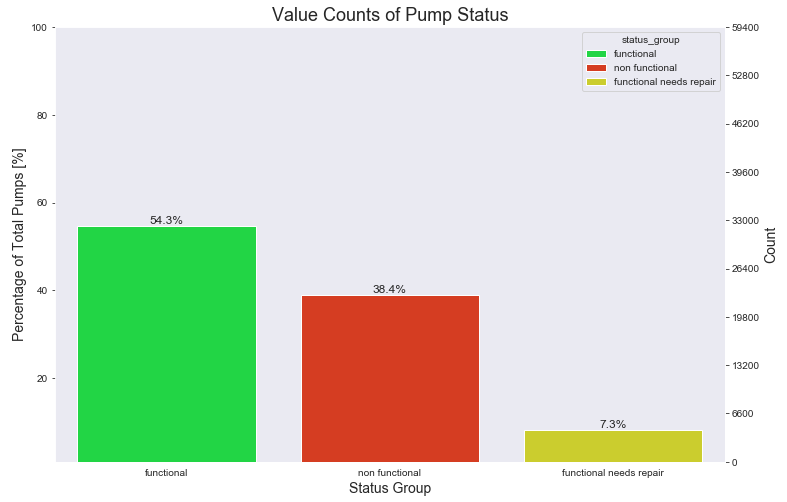 Value Counts of Pump Status
100
80
60
40
20
Percentage of Total Pumps [%]
59400
52800
46200
39600
33000
26400
19800
13200
6600
0
Count
status_group
functional
non functional
functional needs repair
54.3%
38.4%
7.3%
functional
non functional
functional needs repair
Status Group